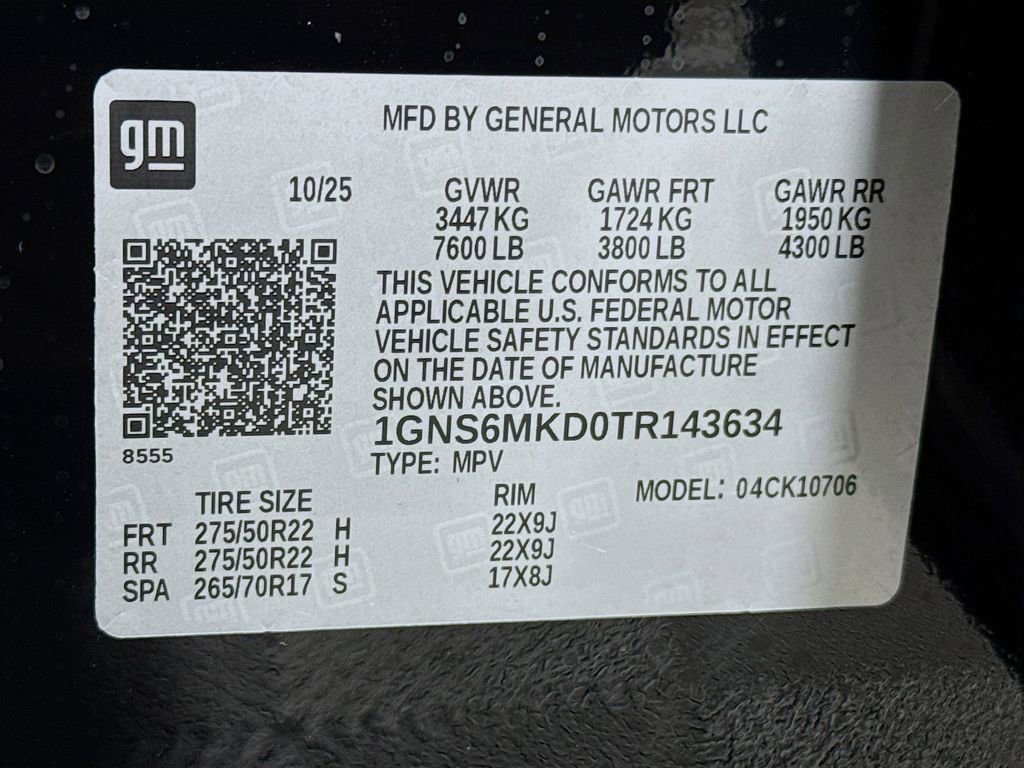 gm
MFD BY GENERAL MOTORS LLC
10/25 GVWR GAWR FRT GAWR RR
3447 KG 1724 KG 1950 KG
7600 LB 3800 LB 4300 LB
THIS VEHICLE CONFORMS TO ALL
APPLICABLE U.S. FEDERAL MOTOR
VEHICLE SAFETY STANDARDS IN EFFECT
ON THE DATE OF MANUFACTURE
SHOWN ABOVE.
1GNS6MKD0TR143634
8555
TYPE: MPV
TIRE SIZE RIM MODEL: 04CK10706
FRT 275/50R22 H 22X9J
RR 275/50R22 H 22X9J
SPA 265/70R17 S 17X8J